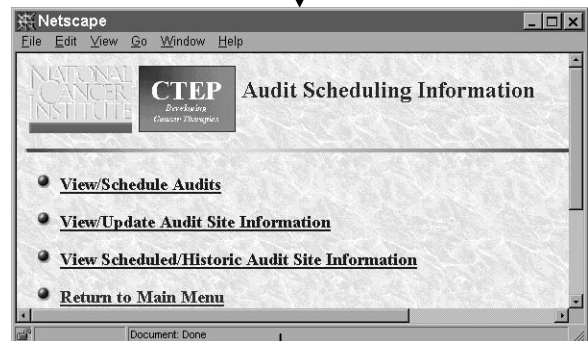 Netscape
File Edit View Go Window Help
NATIONAL
CANCER
INSTITUTE
CTEP
Developing
Cancer Therapies
Audit Scheduling Information
View/Schedule Audits
View/Update Audit Site Information
View Scheduled/Historic Audit Site Information
Return to Main Menu
Document: Done